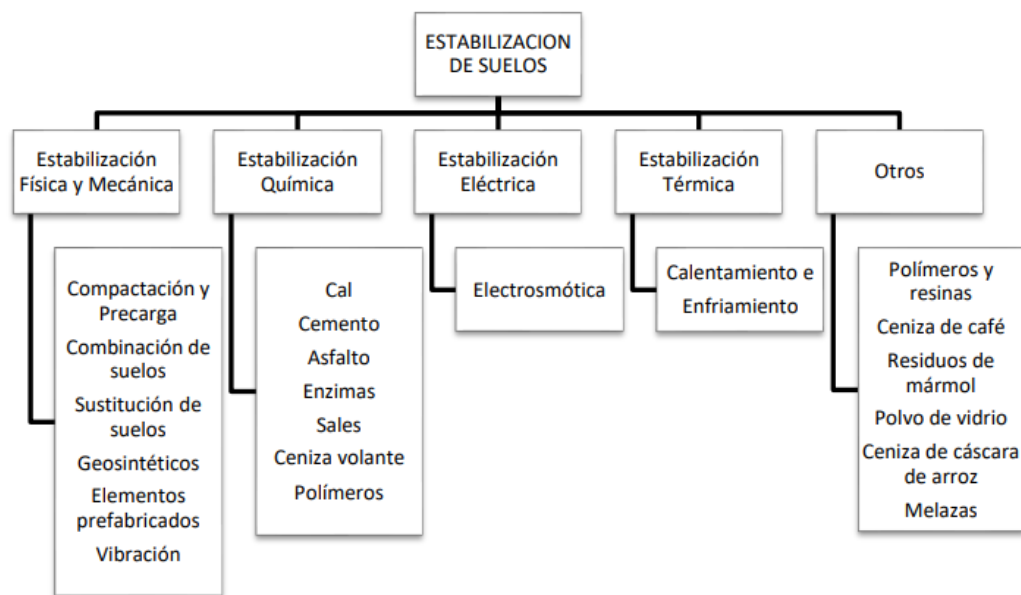 ESTABILIZACION
DE SUELOS
Estabilización
Física y Mecánica
Estabilización
Química
Estabilización
Eléctrica
Estabilización
Térmica
Otros
Compactación y
Precarga
Combinación de
suelos
Sustitución de
suelos
Geosintéticos
Elementos
prefabricados
Vibración
Cal
Cemento
Asfalto
Enzimas
Sales
Ceniza volante
Polímeros
Electrosmótica
Calentamiento e
Enfriamiento
Polímeros y
resinas
Ceniza de café
Residuos de
mármol
Polvo de vidrio
Ceniza de cáscara
de arroz
Melazas